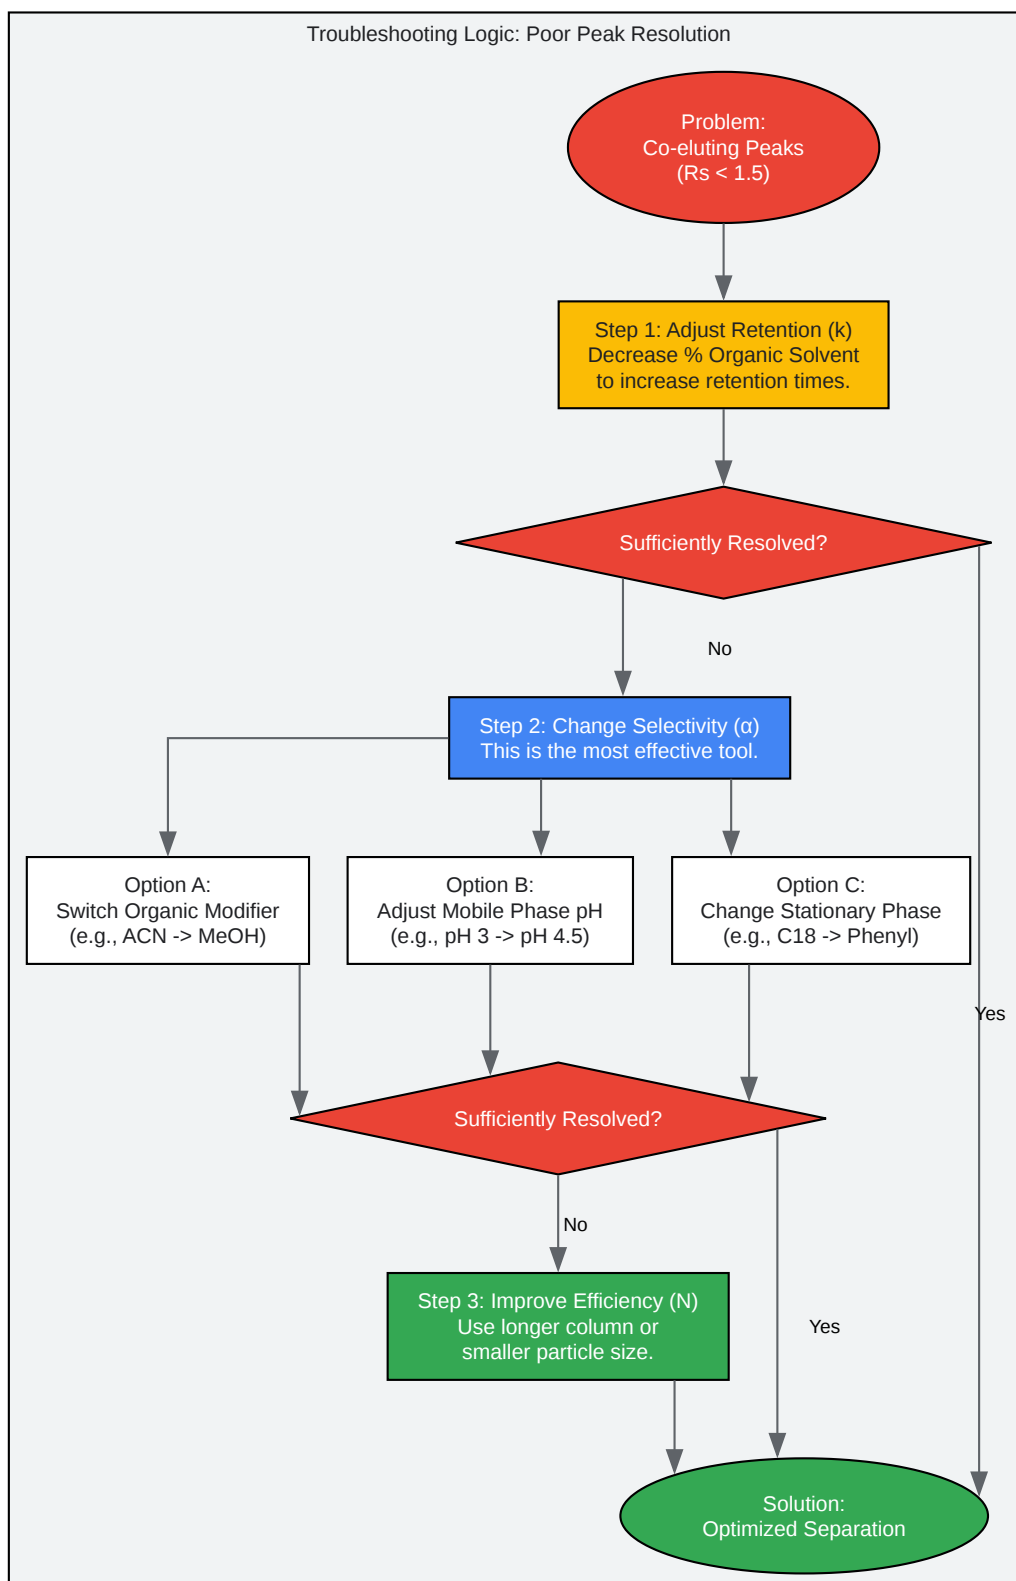 Troubleshooting Logic: Poor Peak Resolution
Problem:
Co-eluting Peaks
(Rs < 1.5)
Step 1: Adjust Retention (k)
Decrease % Organic Solvent
to increase retention times.
Sufficiently Resolved?
No
Step 2: Change Selectivity (α)
This is the most effective tool.
Option A:
Switch Organic Modifier
(e.g., ACN -> MeOH)
Option B:
Adjust Mobile Phase pH
(e.g., pH 3 -> pH 4.5)
Option C:
Change Stationary Phase
(e.g., C18 -> Phenyl)
Yes
Sufficiently Resolved?
No
Step 3: Improve Efficiency (N)
Use longer column or
smaller particle size.
Yes
Solution:
Optimized Separation